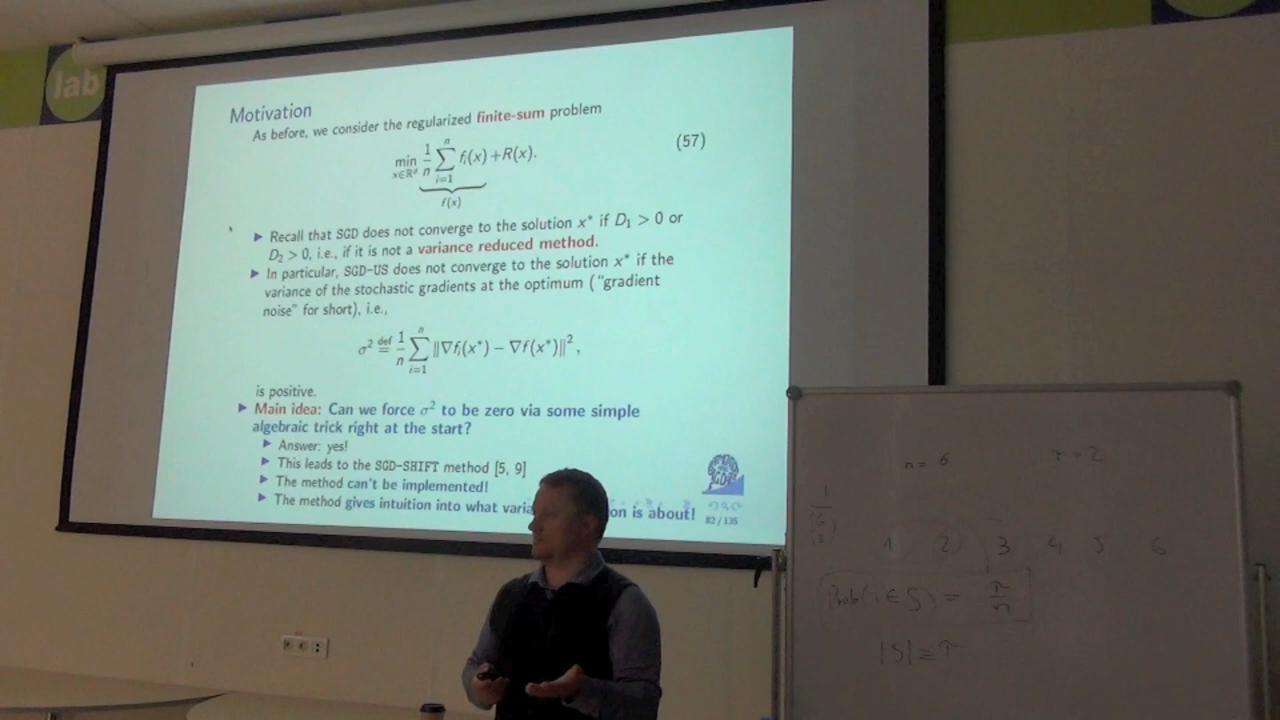 lab
Motivation
As before, we consider the regularized finite-sum problem
min x∈ℝᵈ 1/n ∑ i=1 n fᵢ(x) + R(x). (57)
f(x)
▶ Recall that SGD does not converge to the solution x* if D₁ > 0 or
D₂ > 0, i.e., if it is not a variance reduced method.
▶ In particular, SGD-US does not converge to the solution x* if the
variance of the stochastic gradients at the optimum ("gradient
noise" for short), i.e.,
σ² def= 1/n ∑ i=1 n ‖∇fᵢ(x*) − ∇f(x*)‖²,
is positive.
▶ Main idea: Can we force σ² to be zero via some simple
algebraic trick right at the start?
▶ Answer: yes!
▶ This leads to the SGD-SHIFT method [5, 9]
▶ The method can't be implemented!
▶ The method gives intuition into what varia on is about!
82 / 135
n = 6 τ = 2
1 2 3 4 5 6
Prob(i ∈ S) = τ/n